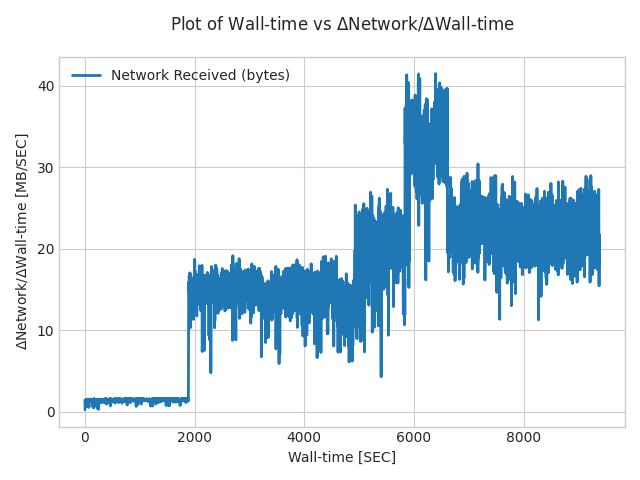 Plot of Wall-time vs ΔNetwork/ΔWall-time
Network Received (bytes)
ΔNetwork/ΔWall-time [MB/SEC]
40
30
20
10
0
0 2000 4000 6000 8000
Wall-time [SEC]